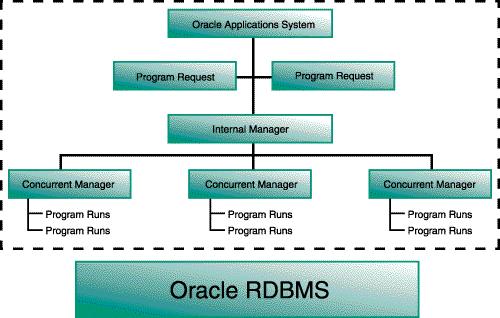 Oracle Applications System
Program Request
Program Request
Internal Manager
Concurrent Manager
Concurrent Manager
Concurrent Manager
Program Runs
Program Runs
Program Runs
Program Runs
Program Runs
Program Runs
Oracle RDBMS